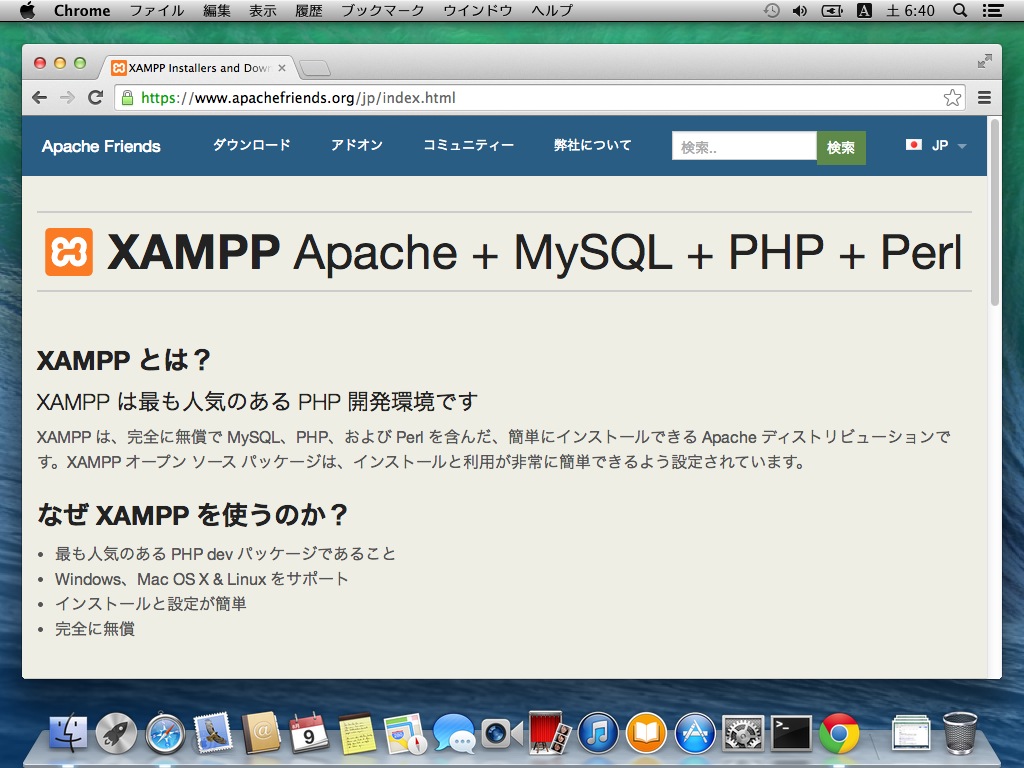 Chrome ファイル 編集 表示 履歴 ブックマーク ウインドウ ヘルプ A 土 6:40
XAMPP Installers and Dow
https://www.apachefriends.org/jp/index.html
Apache Friends ダウンロード アドオン コミュニティー 弊社について 検索.. 検索 JP
XAMPP Apache + MySQL + PHP + Perl
XAMPP とは？
XAMPP は最も人気のある PHP 開発環境です
XAMPP は、完全に無償で MySQL、PHP、および Perl を含んだ、簡単にインストールできる Apache ディストリビューションで
す。XAMPP オープン ソース パッケージは、インストールと利用が非常に簡単できるよう設定されています。
なぜ XAMPP を使うのか？
• 最も人気のある PHP dev パッケージであること
• Windows、Mac OS X & Linux をサポート
• インストールと設定が簡単
• 完全に無償
9